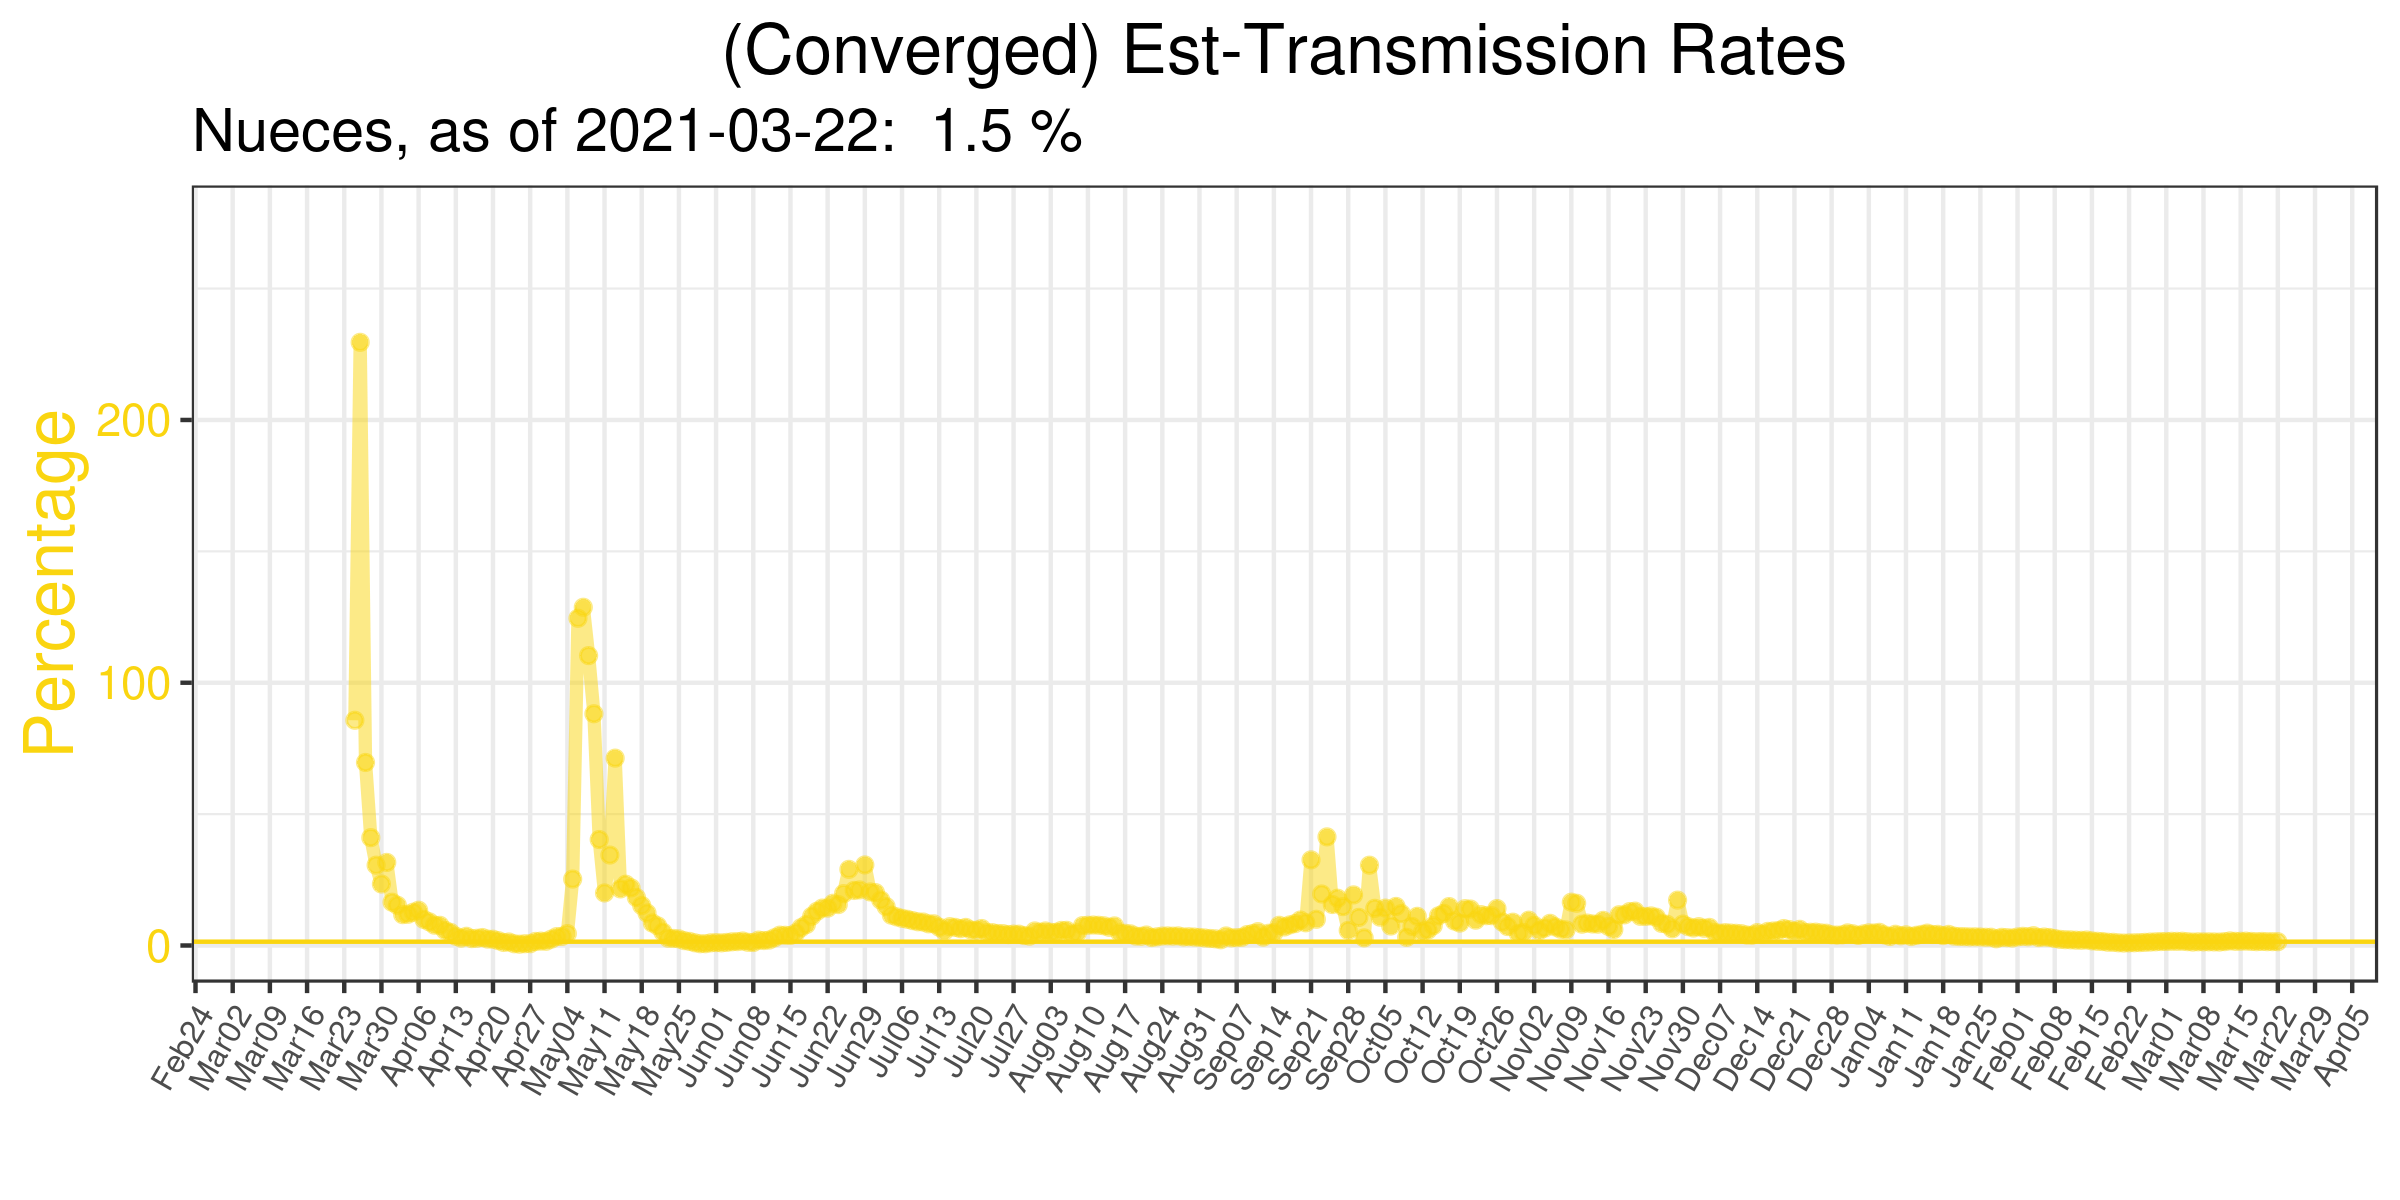 (Converged) Est-Transmission Rates
Nueces, as of 2021-03-22:  1.5 %
Percentage
200
100
0
Feb24
Mar02
Mar09
Mar16
Mar23
Mar30
Apr06
Apr13
Apr20
Apr27
May04
May11
May18
May25
Jun01
Jun08
Jun15
Jun22
Jun29
Jul06
Jul13
Jul20
Jul27
Aug03
Aug10
Aug17
Aug24
Aug31
Sep07
Sep14
Sep21
Sep28
Oct05
Oct12
Oct19
Oct26
Nov02
Nov09
Nov16
Nov23
Nov30
Dec07
Dec14
Dec21
Dec28
Jan04
Jan11
Jan18
Jan25
Feb01
Feb08
Feb15
Feb22
Mar01
Mar08
Mar15
Mar22
Mar29
Apr05